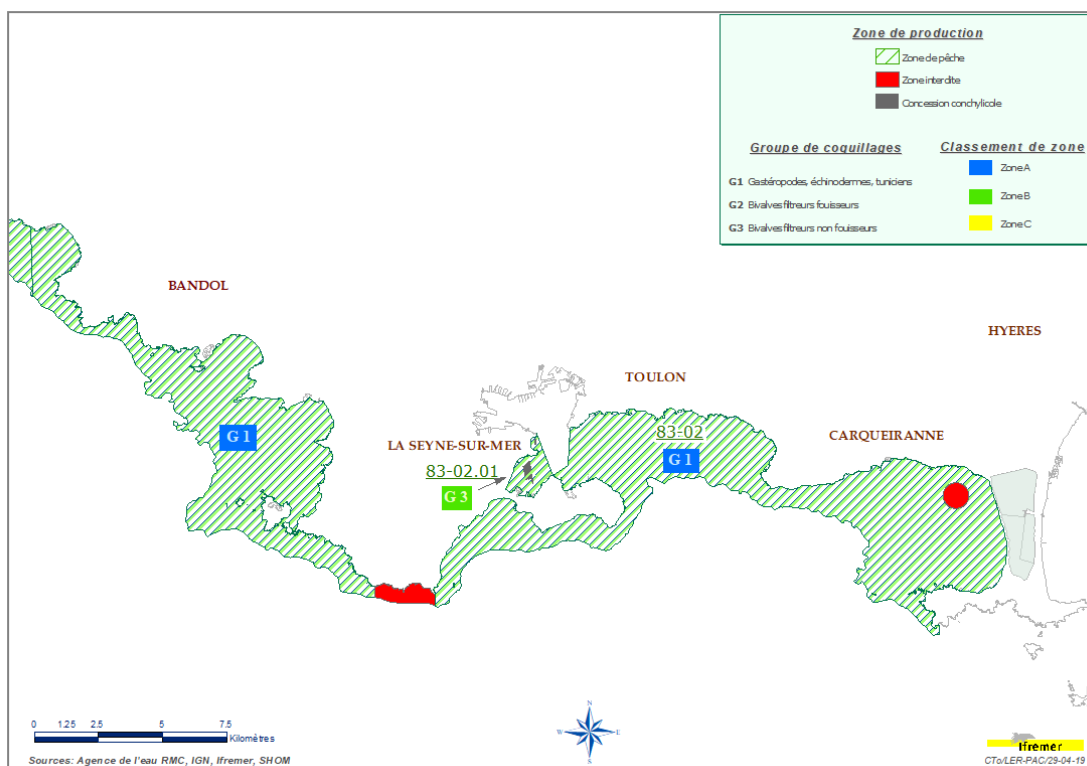 Zone de production
Zone de pêche
Zone interdite
Concession conchylicole
Groupe de coquillages
G1 Gastéropodes, échinodermes, tuniciers
G2 Bivalves filtreurs fouisseurs
G3 Bivalves filtreurs non fouisseurs
Classement de zone
Zone A
Zone B
Zone C
BANDOL
HYERES
TOULON
LA SEYNE-SUR-MER
83-02
CARQUEIRANNE
G 1
G 1
83-02.01
G 3
0 1.25 2.5 5 7.5
Kilomètres
N
W E
S
Sources: Agence de l'eau RMC, IGN, Ifremer, SHOM
Ifremer
CTo/LER-PAC/29-04-19